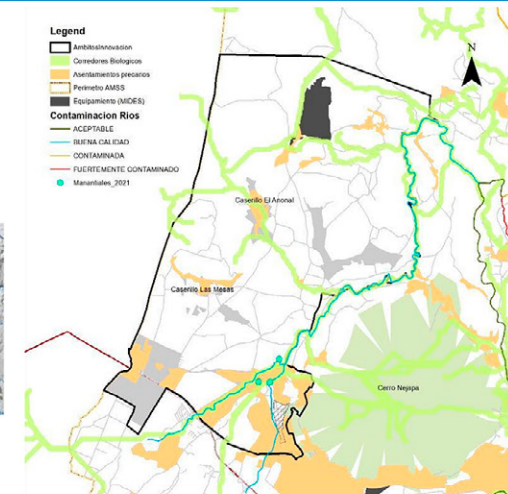 Legend
AmbitosInnovacion
Corredores Biologicos
Asentamientos precarios
Perimetro AMSS
Equipamiento (MIDES)
Contaminacion Rios
ACEPTABLE
BUENA CALIDAD
CONTAMINADA
FUERTEMENTE CONTAMINADO
Manantiales_2021
N
Caserillo El Anonal
Caserillo Las Mesas
Cerro Nejapa